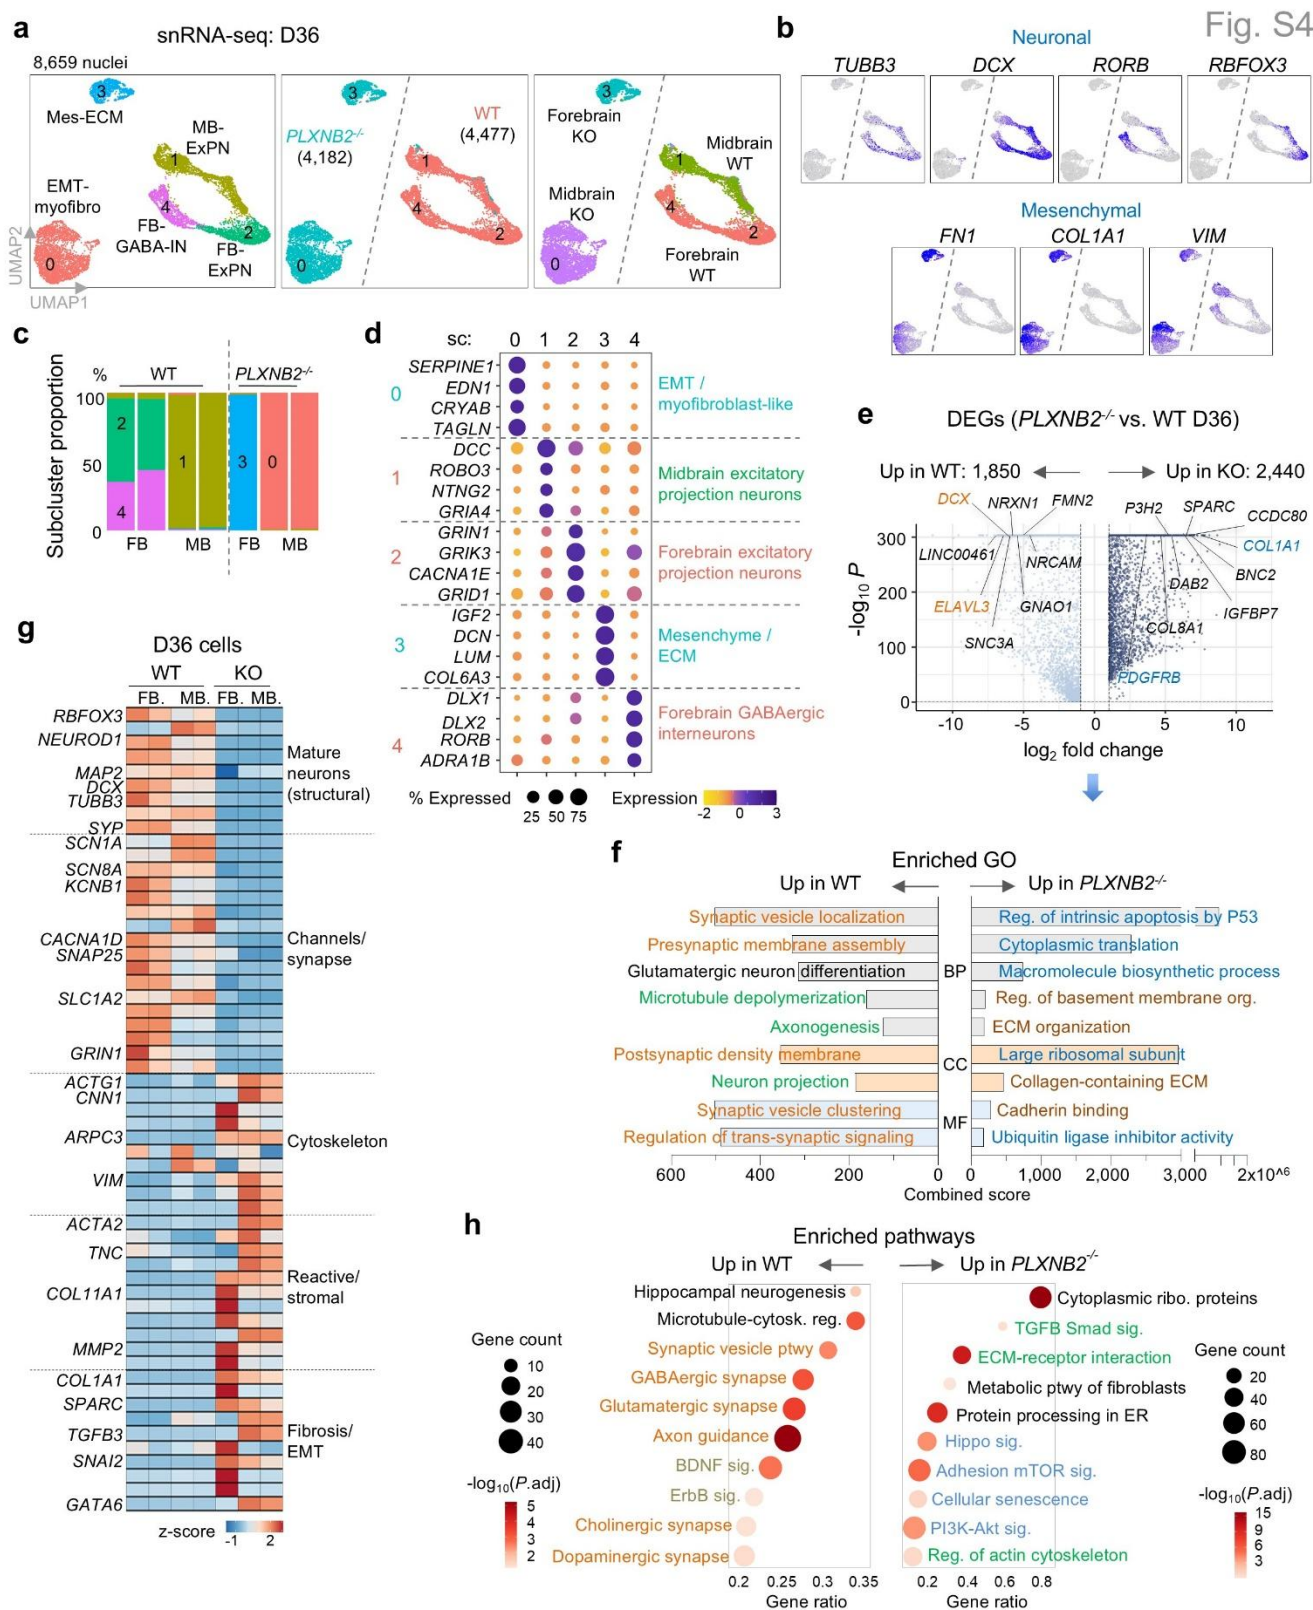 Fig. S4
a
snRNA-seq: D36
8,659 nuclei
3
Mes-ECM
MB-
ExPN
1
EMT-
myofibro
4
FB-
GABA-IN
2
FB-
ExPN
0
UMAP2
UMAP1
3
PLXNB2-/-
(4,182)
WT
(4,477)
1
4
2
0
3
Forebrain
KO
Midbrain
WT
1
Midbrain
KO
4
2
Forebrain
WT
0
b
Neuronal
TUBB3 DCX RORB RBFOX3
Mesenchymal
FN1 COL1A1 VIM
c
%
WT PLXNB2-/-
Subcluster proportion
100
50
0
2
4
1
3
0
FB MB FB MB
d
sc: 0 1 2 3 4
0
SERPINE1
EDN1
CRYAB
TAGLN
EMT /
myofibroblast-like
1
DCC
ROBO3
NTNG2
GRIA4
Midbrain excitatory
projection neurons
2
GRIN1
GRIK3
CACNA1E
GRID1
Forebrain excitatory
projection neurons
3
IGF2
DCN
LUM
COL6A3
Mesenchyme /
ECM
4
DLX1
DLX2
RORB
ADRA1B
Forebrain GABAergic
interneurons
% Expressed
25 50 75
Expression
-2 0 3
e
DEGs (PLXNB2-/- vs. WT D36)
Up in WT: 1,850
Up in KO: 2,440
DCX
NRXN1
FMN2
P3H2
SPARC
CCDC80
COL1A1
BNC2
IGFBP7
DAB2
COL8A1
PDGFRB
LINC00461
NRCAM
ELAVL3
GNAO1
SNC3A
-log10 P
300
200
100
0
-10 -5 0 5 10
log2 fold change
f
Enriched GO
Up in WT
Up in PLXNB2-/-
Synaptic vesicle localization
Presynaptic membrane assembly
Glutamatergic neuron differentiation
Microtubule depolymerization
Axonogenesis
Postsynaptic density membrane
Neuron projection
Synaptic vesicle clustering
Regulation of trans-synaptic signaling
BP
CC
MF
Reg. of intrinsic apoptosis by P53
Cytoplasmic translation
Macromolecule biosynthetic process
Reg. of basement membrane org.
ECM organization
Large ribosomal subunit
Collagen-containing ECM
Cadherin binding
Ubiquitin ligase inhibitor activity
600 400 200 0 0 1,000 2,000 3,000 2x10^6
Combined score
g
D36 cells
WT KO
FB. MB. FB. MB.
RBFOX3
NEUROD1
MAP2
DCX
TUBB3
SYP
Mature
neurons
(structural)
SCN1A
SCN8A
KCNB1
CACNA1D
SNAP25
SLC1A2
GRIN1
Channels/
synapse
ACTG1
CNN1
ARPC3
VIM
Cytoskeleton
ACTA2
TNC
COL11A1
MMP2
Reactive/
stromal
COL1A1
SPARC
TGFB3
SNAI2
GATA6
Fibrosis/
EMT
z-score
-1 2
h
Enriched pathways
Up in WT
Up in PLXNB2-/-
Hippocampal neurogenesis
Microtubule-cytosk. reg.
Synaptic vesicle ptwy
GABAergic synapse
Glutamatergic synapse
Axon guidance
BDNF sig.
ErbB sig.
Cholinergic synapse
Dopaminergic synapse
0.2 0.25 0.3 0.35
Gene ratio
Gene count
10
20
30
40
-log10(P.adj)
5
4
3
2
Cytoplasmic ribo. proteins
TGFB Smad sig.
ECM-receptor interaction
Metabolic ptwy of fibroblasts
Protein processing in ER
Hippo sig.
Adhesion mTOR sig.
Cellular senescence
PI3K-Akt sig.
Reg. of actin cytoskeleton
0.2 0.4 0.6 0.8
Gene ratio
Gene count
20
40
60
80
-log10(P.adj)
15
9
6
3